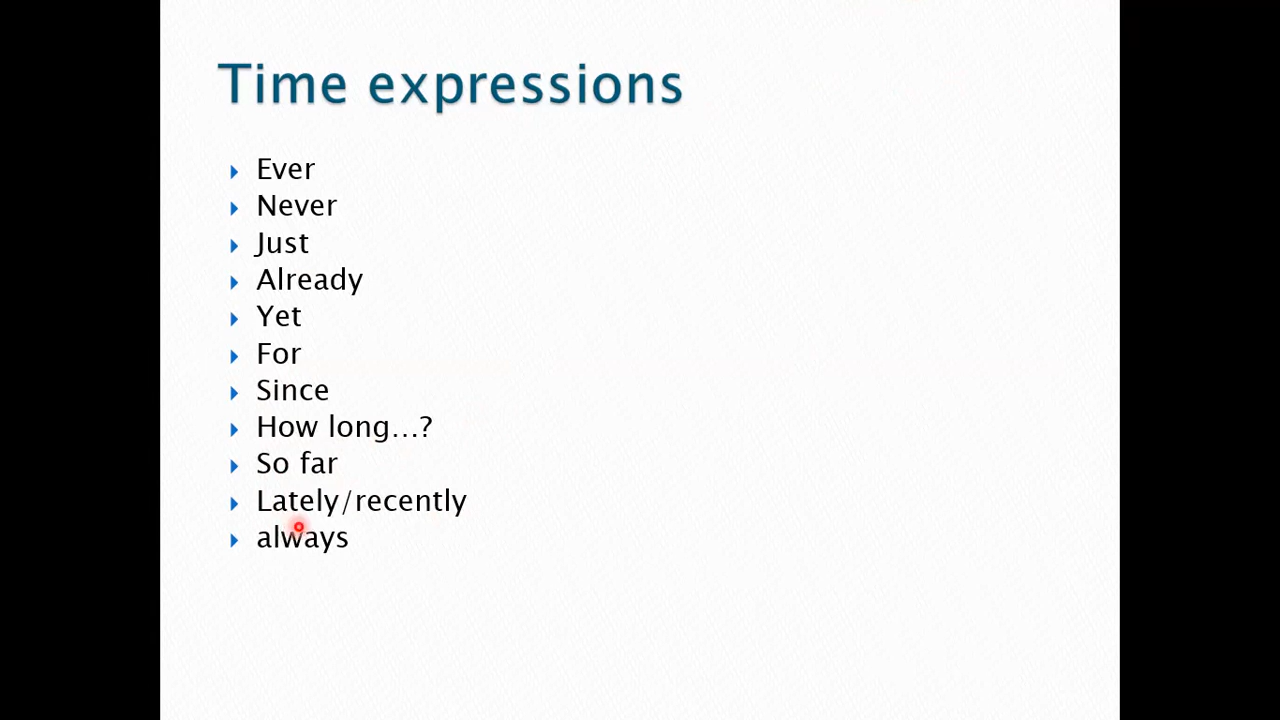 Time expressions
Ever
Never
Just
Already
Yet
For
Since
How long...?
So far
Lately/recently
always